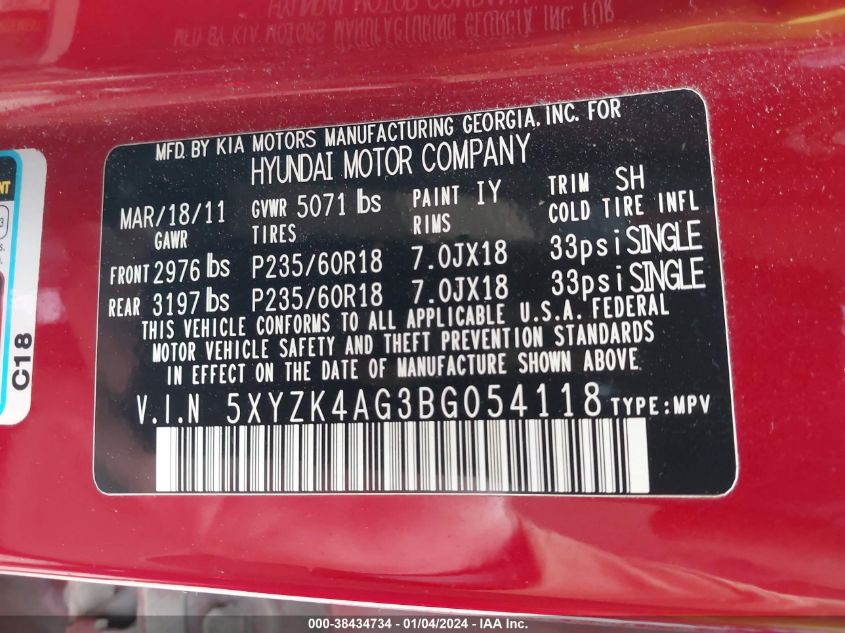 MFD. BY KIA MOTORS MANUFACTURING GEORGIA, INC. FOR
HYUNDAI MOTOR COMPANY
MAR/18/11 GVWR 5071 lbs PAINT IY TRIM SH
GAWR TIRES RIMS COLD TIRE INFL
FRONT 2976 lbs P235/60R18 7.0JX18 33psi SINGLE
REAR 3197 lbs P235/60R18 7.0JX18 33psi SINGLE
THIS VEHICLE CONFORMS TO ALL APPLICABLE U.S.A. FEDERAL
MOTOR VEHICLE SAFETY AND THEFT PREVENTION STANDARDS
IN EFFECT ON THE DATE OF MANUFACTURE SHOWN ABOVE.
V.I.N 5XYZK4AG3BG054118 TYPE:MPV
C18
000-38434734 - 01/04/2024 - IAA Inc.